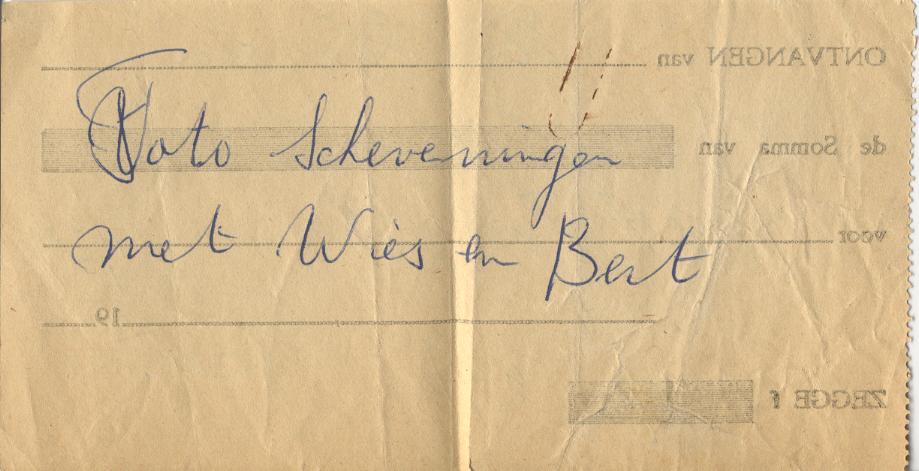 ONTVANGEN van
Foto Scheveningen
de Somma van
met Wies en Bert
voor
19
ZEGGE f